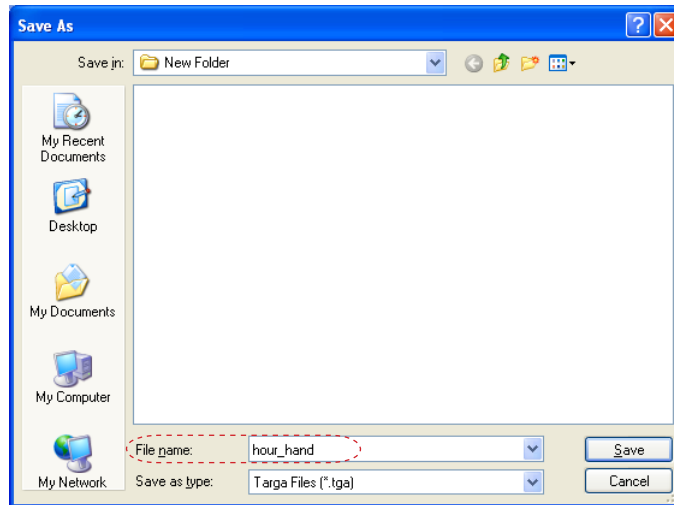 Save As
Save in:
New Folder
My Recent
Documents
Desktop
My Documents
My Computer
My Network
File name:
hour_hand
Save
Save as type:
Targa Files (*.tga)
Cancel